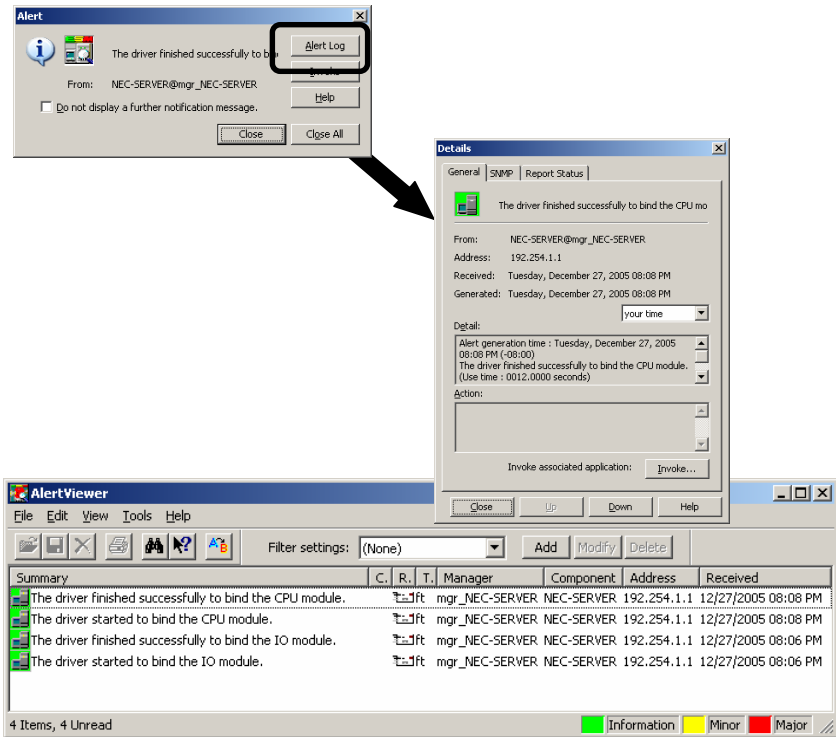 Alert
The driver finished successfully to b
Alert Log
Invoke
From: NEC-SERVER@mgr_NEC-SERVER
Help
Do not display a further notification message.
Close
Close All
Details
General
SNMP
Report Status
The driver finished successfully to bind the CPU mo
From: NEC-SERVER@mgr_NEC-SERVER
Address: 192.254.1.1
Received: Tuesday, December 27, 2005 08:08 PM
Generated: Tuesday, December 27, 2005 08:08 PM
your time
Detail:
Alert generation time : Tuesday, December 27, 2005
08:08 PM (-08:00)
The driver finished successfully to bind the CPU module.
(Use time : 0012.0000 seconds)
Action:
Invoke associated application:
Invoke...
Close
Up
Down
Help
AlertViewer
File Edit View Tools Help
Filter settings: (None) Add Modify Delete
Summary C. R. T. Manager Component Address Received
The driver finished successfully to bind the CPU module. ft mgr_NEC-SERVER NEC-SERVER 192.254.1.1 12/27/2005 08:08 PM
The driver started to bind the CPU module. ft mgr_NEC-SERVER NEC-SERVER 192.254.1.1 12/27/2005 08:08 PM
The driver finished successfully to bind the IO module. ft mgr_NEC-SERVER NEC-SERVER 192.254.1.1 12/27/2005 08:06 PM
The driver started to bind the IO module. ft mgr_NEC-SERVER NEC-SERVER 192.254.1.1 12/27/2005 08:06 PM
4 Items, 4 Unread
Information
Minor
Major